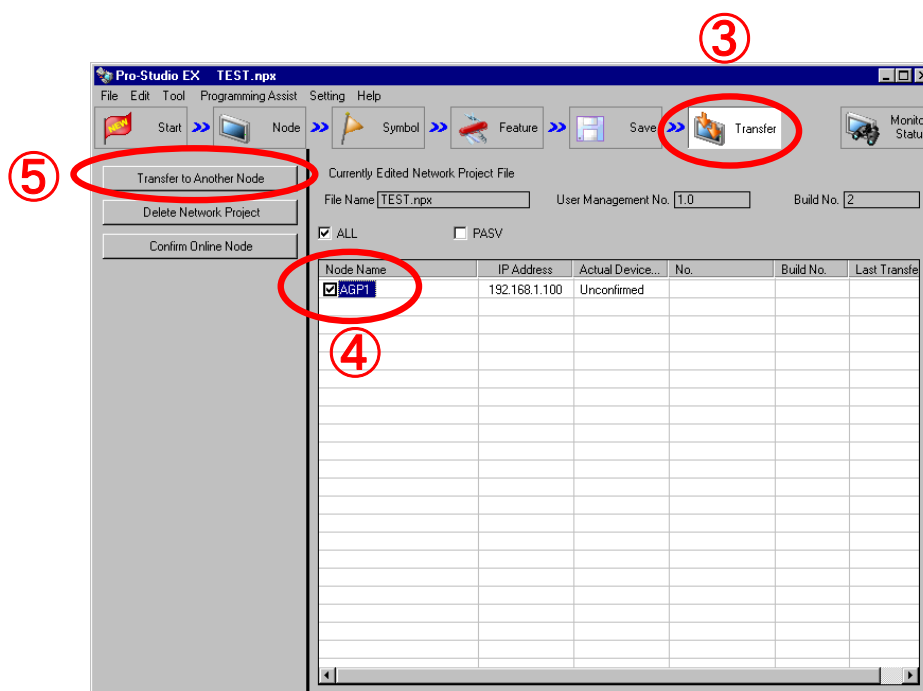 ③
Pro-Studio EX TEST.npx
File Edit Tool Programming Assist Setting Help
NEW Start Node Symbol Feature Save Transfer Monito
Status
⑤
Transfer to Another Node
Delete Network Project
Confirm Online Node
Currently Edited Network Project File
File Name TEST.npx User Management No. 1.0 Build No. 2
ALL PASV
Node Name IP Address Actual Device... No. Build No. Last Transfe
AGP1 192.168.1.100 Unconfirmed
④